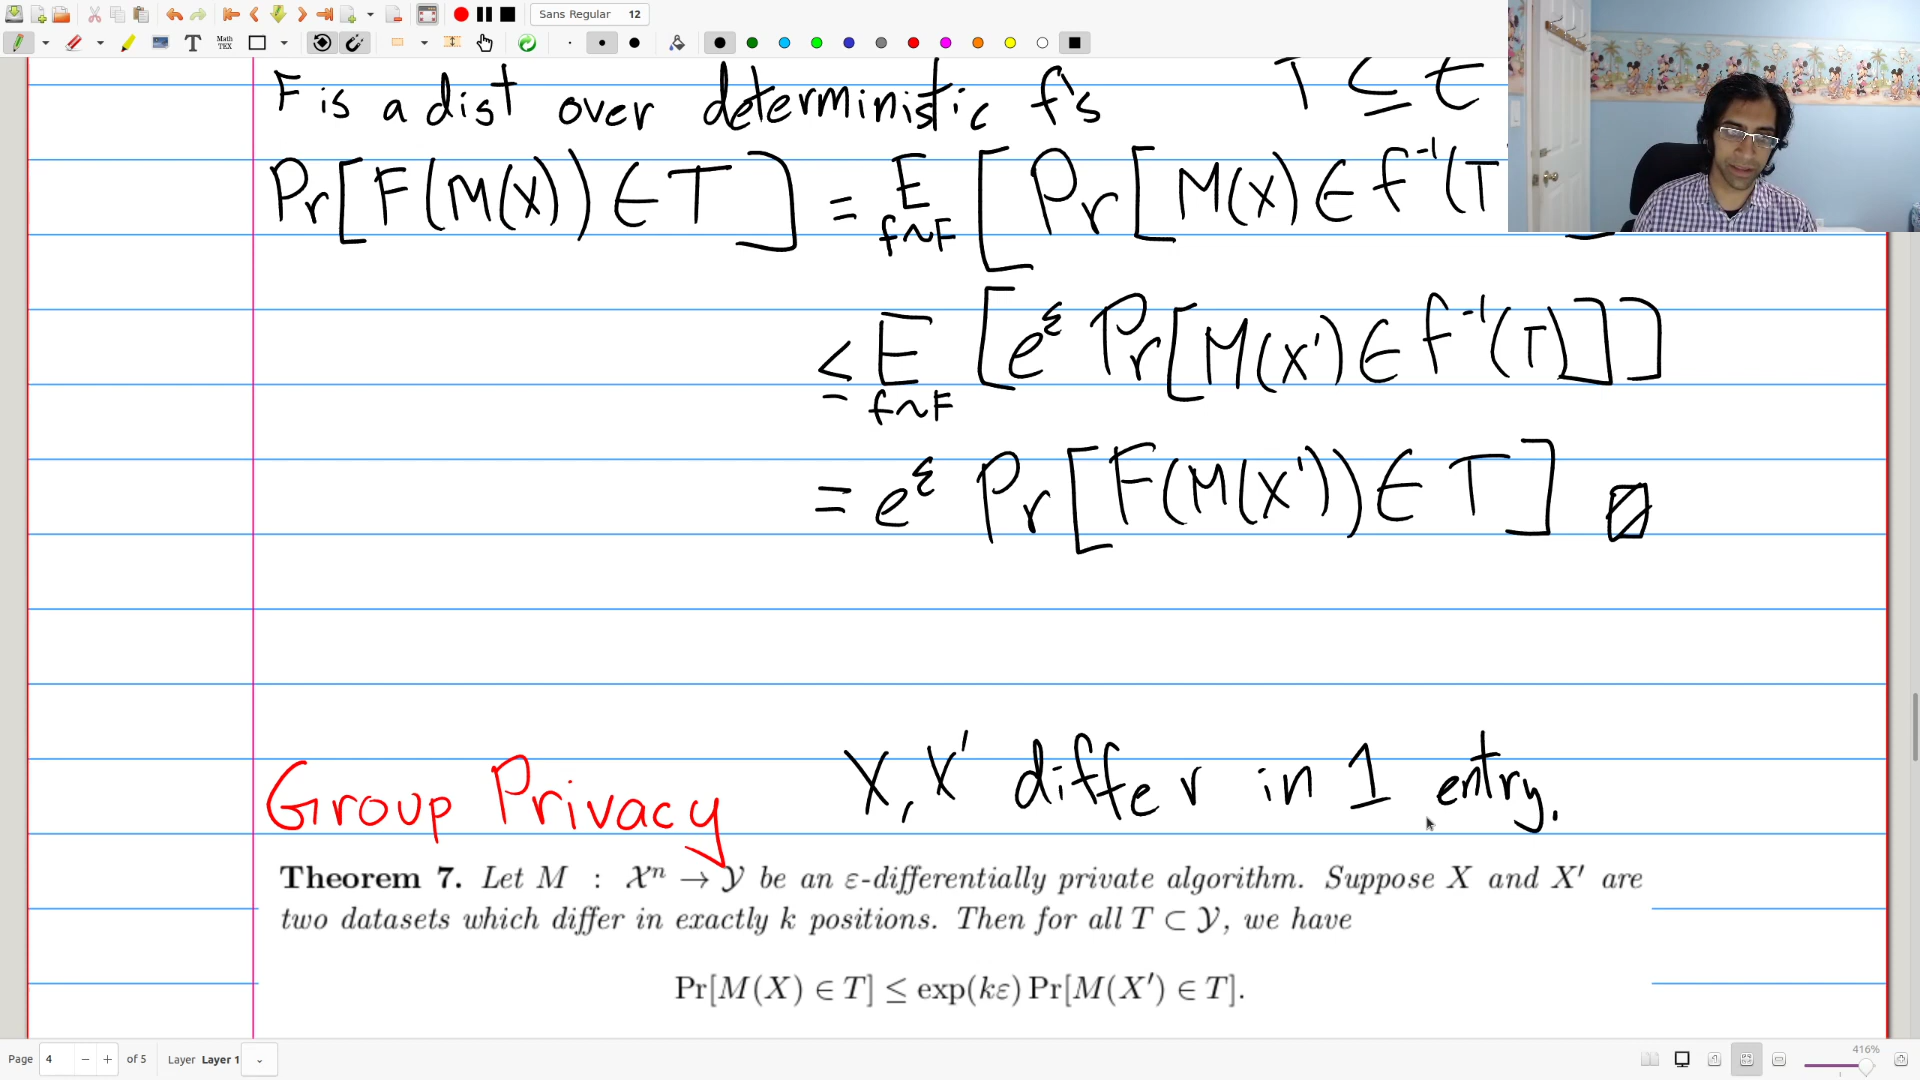 Sans Regular 12
Math TEX
F is a dist over deterministic f's T ⊆ t
Pr[F(M(X)) ∈ T] = E f~F [Pr[M(X) ∈ f⁻¹(T
≤ E f~F [e^ε Pr[M(X') ∈ f⁻¹(T)]]
= e^ε Pr[F(M(X')) ∈ T]
Group Privacy X, X' differ in 1 entry.
Theorem 7. Let M : 𝒳ⁿ → 𝒴 be an ε-differentially private algorithm. Suppose X and X′ are
two datasets which differ in exactly k positions. Then for all T ⊂ 𝒴, we have
Pr[M(X) ∈ T] ≤ exp(kε) Pr[M(X′) ∈ T].
Page 4 − + of 5 Layer Layer 1 416%